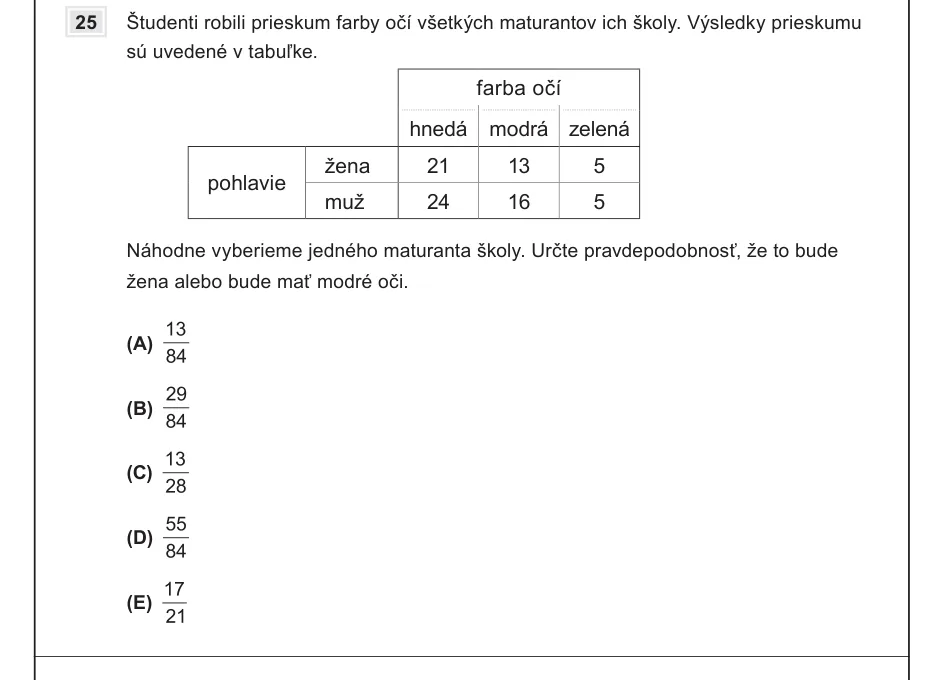 25 Študenti robili prieskum farby očí všetkých maturantov ich školy. Výsledky prieskumu
sú uvedené v tabuľke.
farba očí
hnedá modrá zelená
pohlavie
žena 21 13 5
muž 24 16 5
Náhodne vyberieme jedného maturanta školy. Určte pravdepodobnosť, že to bude
žena alebo bude mať modré oči.
(A) 13/84
(B) 29/84
(C) 13/28
(D) 55/84
(E) 17/21